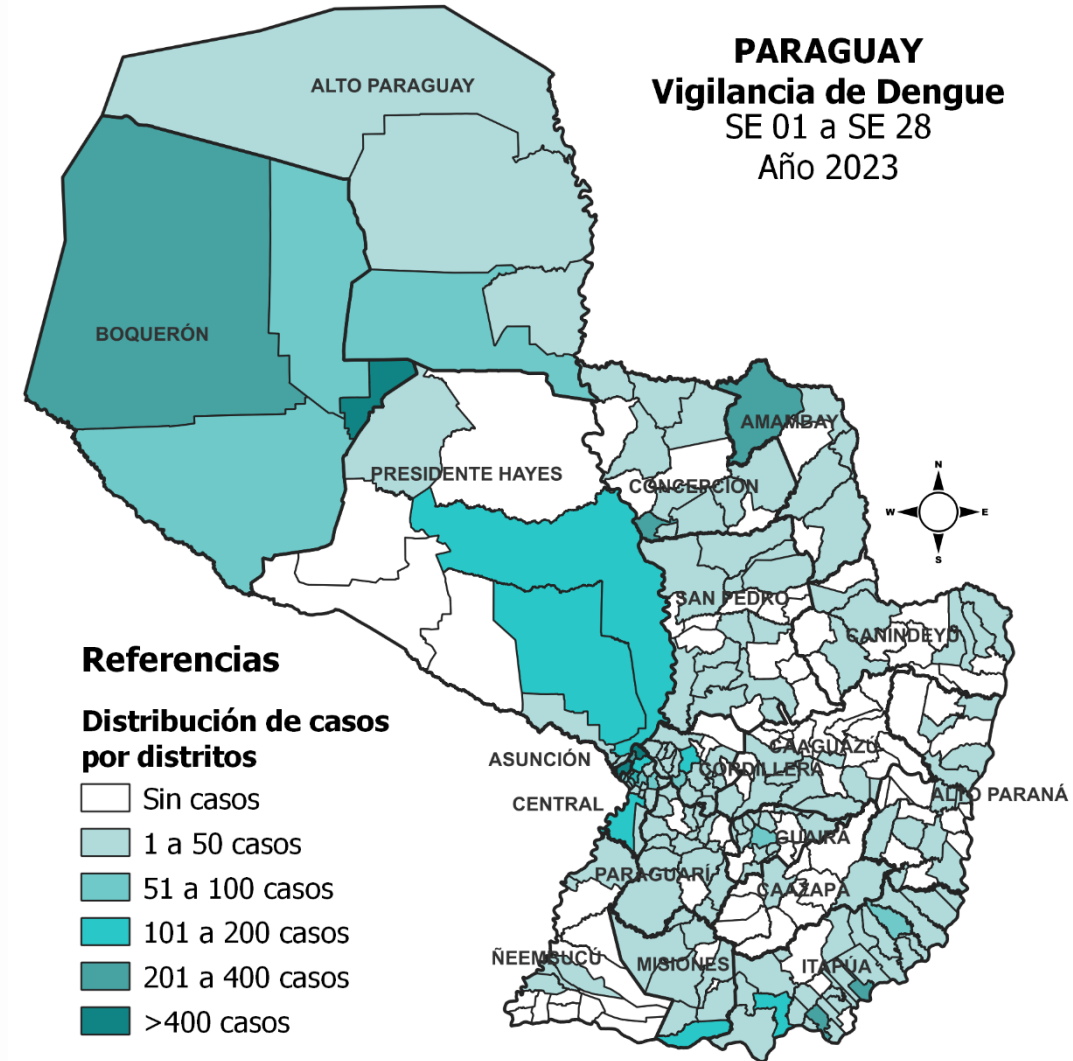 PARAGUAY
Vigilancia de Dengue
SE 01 a SE 28
Año 2023
ALTO PARAGUAY
BOQUERÓN
PRESIDENTE HAYES
AMAMBAY
CONCEPCIÓN
N
W
E
S
SAN PEDRO
CANINDEYÚ
ASUNCIÓN
CAAGUAZÚ
CORDILLERA
CENTRAL
ALTO PARANÁ
GUAIRÁ
PARAGUARÍ
CAAZAPÁ
ÑEEMBUCÚ
MISIONES
ITAPÚA
Referencias
Distribución de casos
por distritos
Sin casos
1 a 50 casos
51 a 100 casos
101 a 200 casos
201 a 400 casos
>400 casos